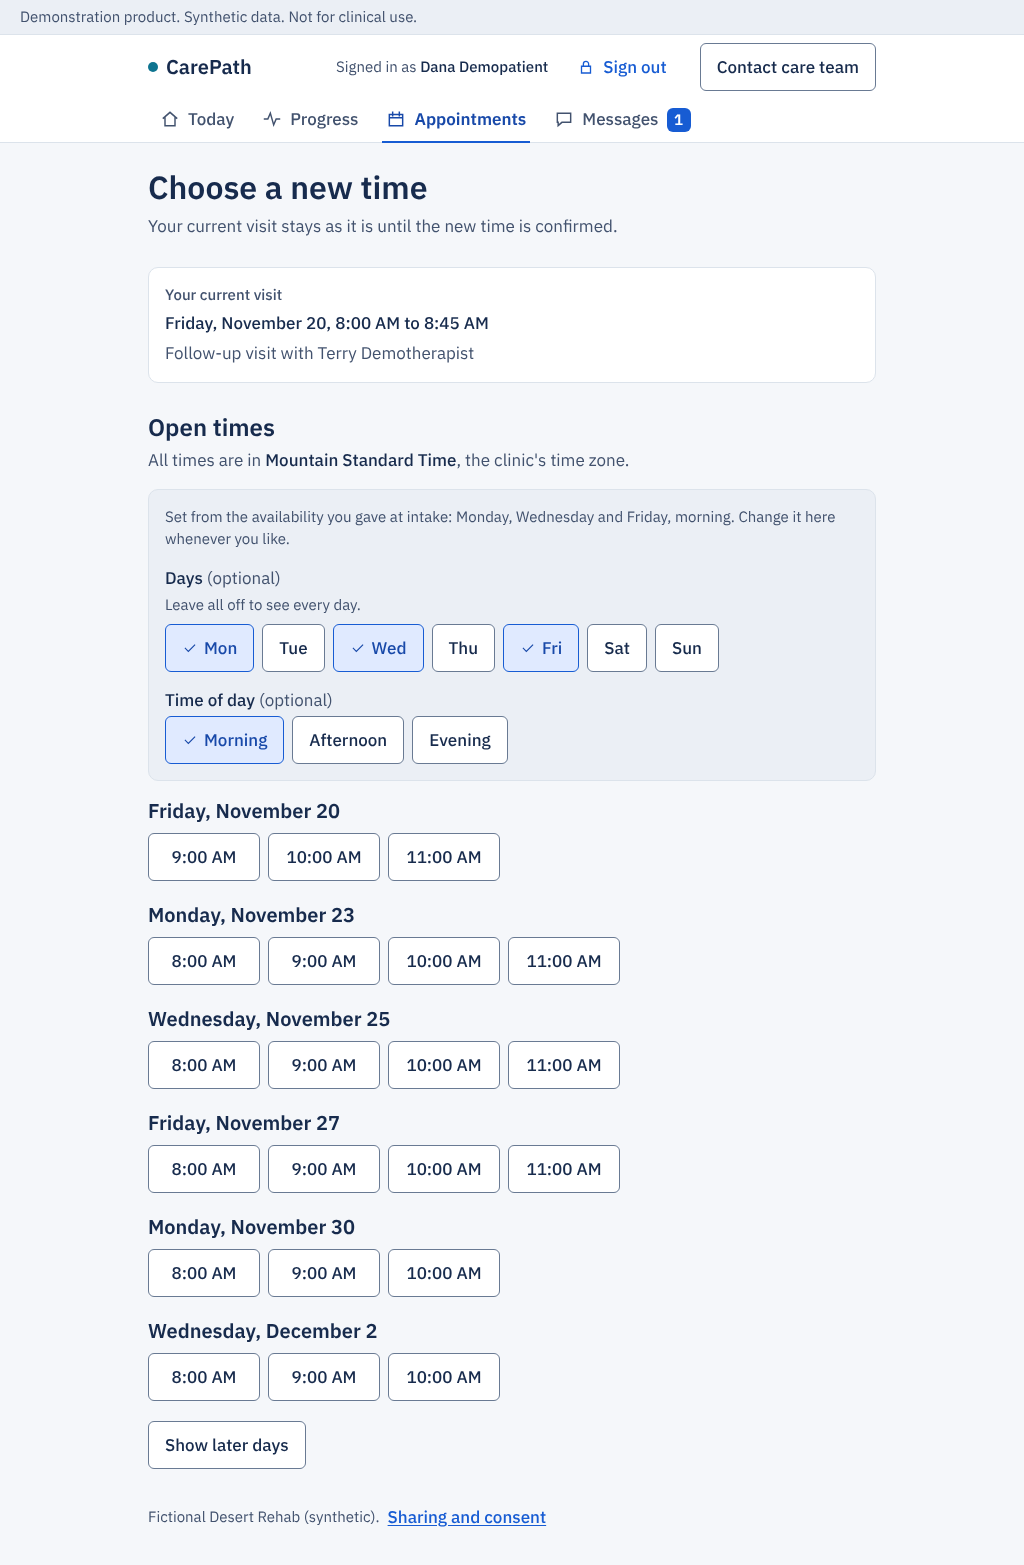 Demonstration product. Synthetic data. Not for clinical use.
CarePath
Signed in as Dana Demopatient
Sign out
Contact care team
Today
Progress
Appointments
Messages 1
Choose a new time
Your current visit stays as it is until the new time is confirmed.
Your current visit
Friday, November 20, 8:00 AM to 8:45 AM
Follow-up visit with Terry Demotherapist
Open times
All times are in Mountain Standard Time, the clinic's time zone.
Set from the availability you gave at intake: Monday, Wednesday and Friday, morning. Change it here
whenever you like.
Days (optional)
Leave all off to see every day.
Mon Tue Wed Thu Fri Sat Sun
Time of day (optional)
Morning Afternoon Evening
Friday, November 20
9:00 AM 10:00 AM 11:00 AM
Monday, November 23
8:00 AM 9:00 AM 10:00 AM 11:00 AM
Wednesday, November 25
8:00 AM 9:00 AM 10:00 AM 11:00 AM
Friday, November 27
8:00 AM 9:00 AM 10:00 AM 11:00 AM
Monday, November 30
8:00 AM 9:00 AM 10:00 AM
Wednesday, December 2
8:00 AM 9:00 AM 10:00 AM
Show later days
Fictional Desert Rehab (synthetic). Sharing and consent